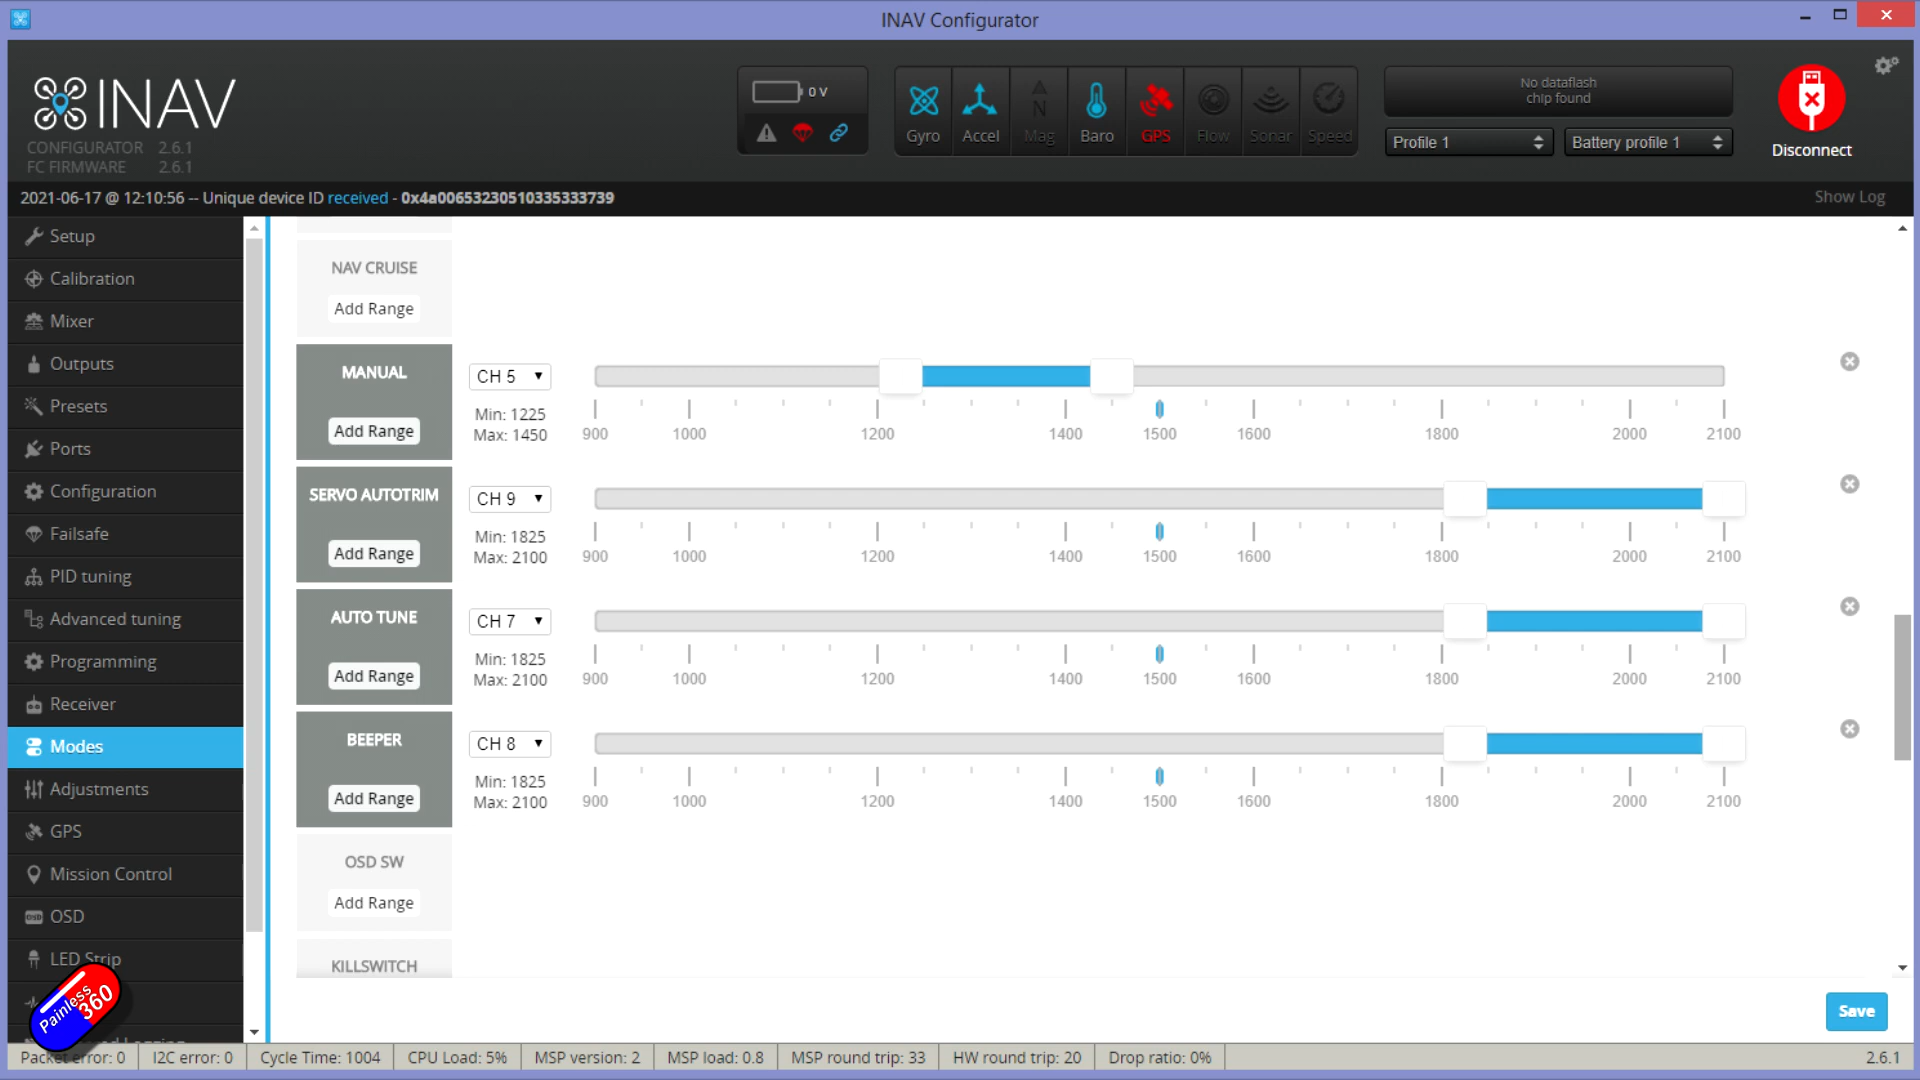 INAV Configurator
INAV
CONFIGURATOR 2.6.1
FC FIRMWARE 2.6.1
0 V
Gyro
Accel
Mag
N
Baro
GPS
Flow
Sonar
Speed
No dataflash
chip found
Profile 1
Battery profile 1
Disconnect
2021-06-17 @ 12:10:56 -- Unique device ID received - 0x4a00653230510335333739
Show Log
Setup
Calibration
Mixer
Outputs
Presets
Ports
Configuration
Failsafe
PID tuning
Advanced tuning
Programming
Receiver
Modes
Adjustments
GPS
Mission Control
OSD
OSD
LED Strip
Painless
360
NAV CRUISE
Add Range
MANUAL
Add Range
CH 5
Min: 1225
Max: 1450
900 1000 1200 1400 1500 1600 1800 2000 2100
SERVO AUTOTRIM
Add Range
CH 9
Min: 1825
Max: 2100
900 1000 1200 1400 1500 1600 1800 2000 2100
AUTO TUNE
Add Range
CH 7
Min: 1825
Max: 2100
900 1000 1200 1400 1500 1600 1800 2000 2100
BEEPER
Add Range
CH 8
Min: 1825
Max: 2100
900 1000 1200 1400 1500 1600 1800 2000 2100
OSD SW
Add Range
KILLSWITCH
Save
Packet error: 0
I2C error: 0
Cycle Time: 1004
CPU Load: 5%
MSP version: 2
MSP load: 0.8
MSP round trip: 33
HW round trip: 20
Drop ratio: 0%
2.6.1